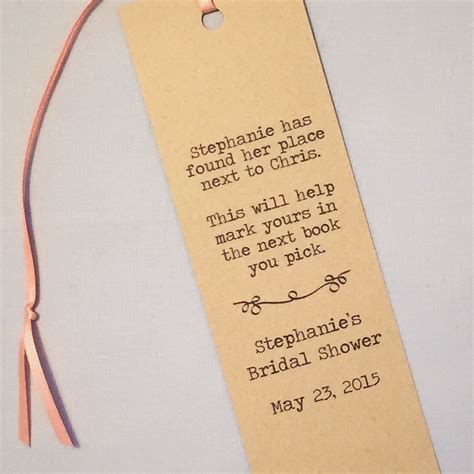 Stephanie has
found her place
next to Chris.
This will help
mark yours in
the next book
you pick.
Stephanie's
Bridal Shower
May 23, 2015